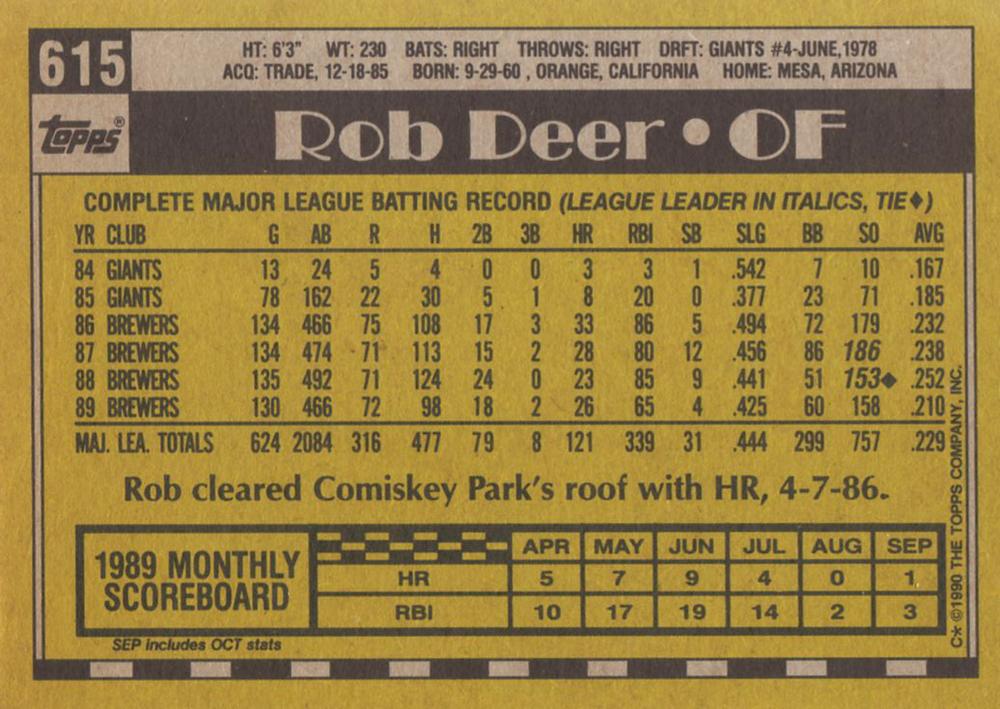 615
HT: 6'3" WT: 230 BATS: RIGHT THROWS: RIGHT DRFT: GIANTS #4-JUNE,1978
ACQ: TRADE, 12-18-85 BORN: 9-29-60 , ORANGE, CALIFORNIA HOME: MESA, ARIZONA
topps®
Rob Deer • OF
COMPLETE MAJOR LEAGUE BATTING RECORD (LEAGUE LEADER IN ITALICS, TIE♦)
YR CLUB G AB R H 2B 3B HR RBI SB SLG BB SO AVG
84 GIANTS 13 24 5 4 0 0 3 3 1 .542 7 10 .167
85 GIANTS 78 162 22 30 5 1 8 20 0 .377 23 71 .185
86 BREWERS 134 466 75 108 17 3 33 86 5 .494 72 179 .232
87 BREWERS 134 474 71 113 15 2 28 80 12 .456 86 186 .238
88 BREWERS 135 492 71 124 24 0 23 85 9 .441 51 153♦ .252
89 BREWERS 130 466 72 98 18 2 26 65 4 .425 60 158 .210
MAJ. LEA. TOTALS 624 2084 316 477 79 8 121 339 31 .444 299 757 .229
Rob cleared Comiskey Park's roof with HR, 4-7-86.
1989 MONTHLY
SCOREBOARD
APR MAY JUN JUL AUG SEP
HR 5 7 9 4 0 1
RBI 10 17 19 14 2 3
SEP includes OCT stats
C* ©1990 THE TOPPS COMPANY, INC.